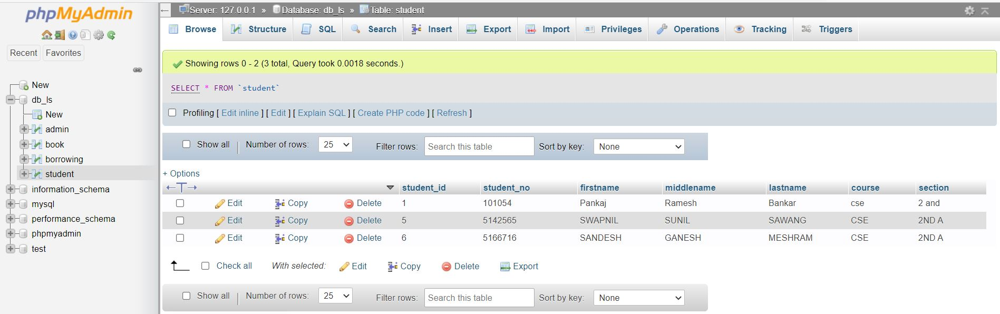 phpMyAdmin
Recent Favorites
New
db_ls
New
admin
book
borrowing
student
information_schema
mysql
performance_schema
phpmyadmin
test
← Server: 127.0.0.1 » Database: db_ls » Table: student
Browse Structure SQL Search Insert Export Import Privileges Operations Tracking Triggers
Showing rows 0 - 2 (3 total, Query took 0.0018 seconds.)
SELECT * FROM `student`
Profiling [ Edit inline ] [ Edit ] [ Explain SQL ] [ Create PHP code ] [ Refresh ]
Show all | Number of rows: 25 Filter rows: Search this table Sort by key: None
+ Options
←T→ student_id student_no firstname middlename lastname course section
Edit Copy Delete 1 101054 Pankaj Ramesh Bankar cse 2 and
Edit Copy Delete 5 5142565 SWAPNIL SUNIL SAWANG CSE 2ND A
Edit Copy Delete 6 5166716 SANDESH GANESH MESHRAM CSE 2ND A
Check all With selected: Edit Copy Delete Export
Show all | Number of rows: 25 Filter rows: Search this table Sort by key: None